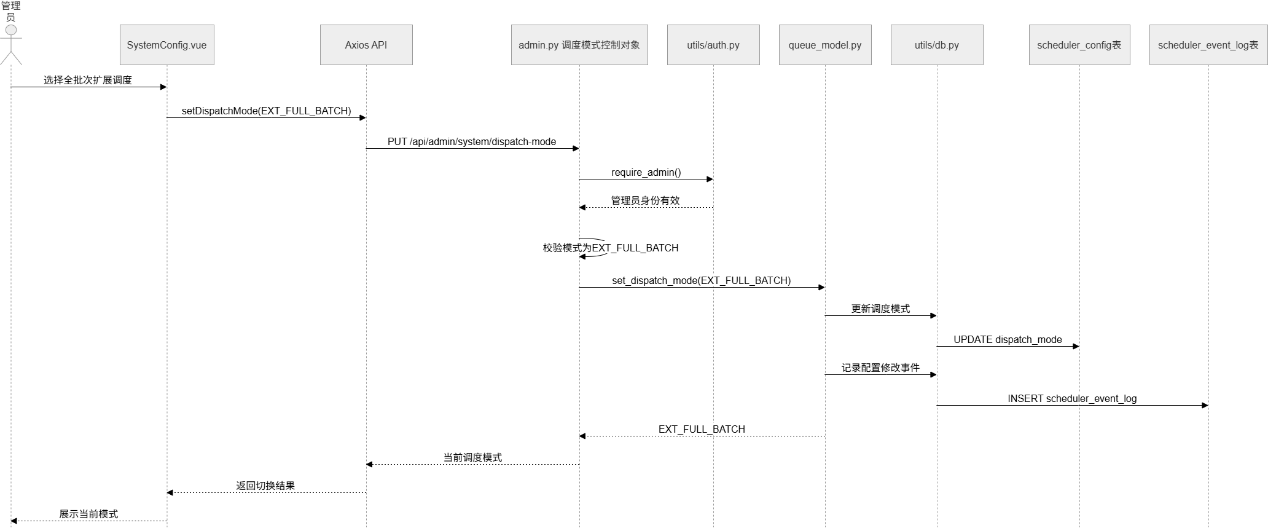 管理
员
SystemConfig.vue
Axios API
admin.py 调度模式控制对象
utils/auth.py
queue_model.py
utils/db.py
scheduler_config表
scheduler_event_log表
选择全批次扩展调度
setDispatchMode(EXT_FULL_BATCH)
PUT /api/admin/system/dispatch-mode
require_admin()
管理员身份有效
校验模式为EXT_FULL_BATCH
set_dispatch_mode(EXT_FULL_BATCH)
更新调度模式
UPDATE dispatch_mode
记录配置修改事件
INSERT scheduler_event_log
EXT_FULL_BATCH
当前调度模式
返回切换结果
展示当前模式